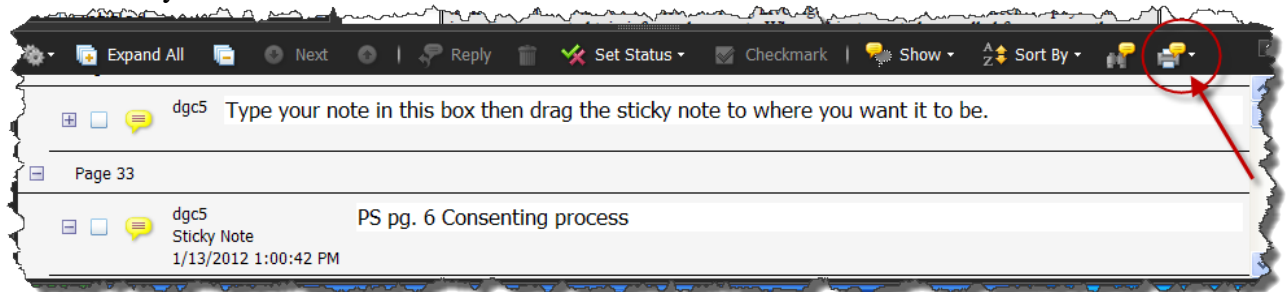 Expand All Next Reply Set Status Checkmark Show A Z Sort By
dgc5 Type your note in this box then drag the sticky note to where you want it to be.
Page 33
dgc5 PS pg. 6 Consenting process
Sticky Note
1/13/2012 1:00:42 PM